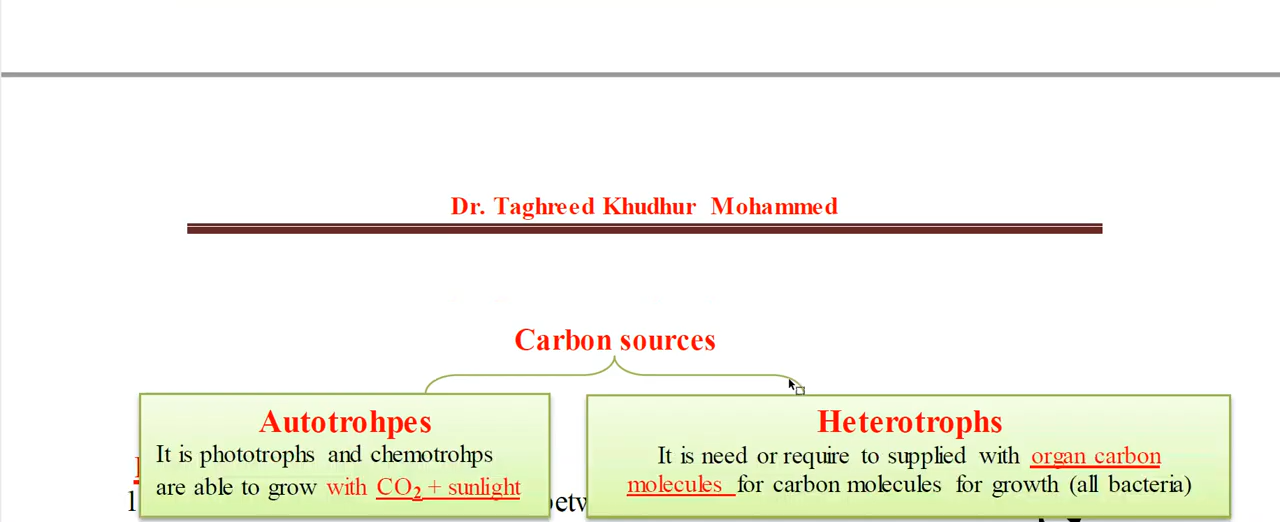 Dr. Taghreed Khudhur Mohammed
Carbon sources
Autotrohpes
It is phototrophs and chemotrohps
are able to grow with CO₂ + sunlight
Heterotrophs
It is need or require to supplied with organ carbon
molecules for carbon molecules for growth (all bacteria)